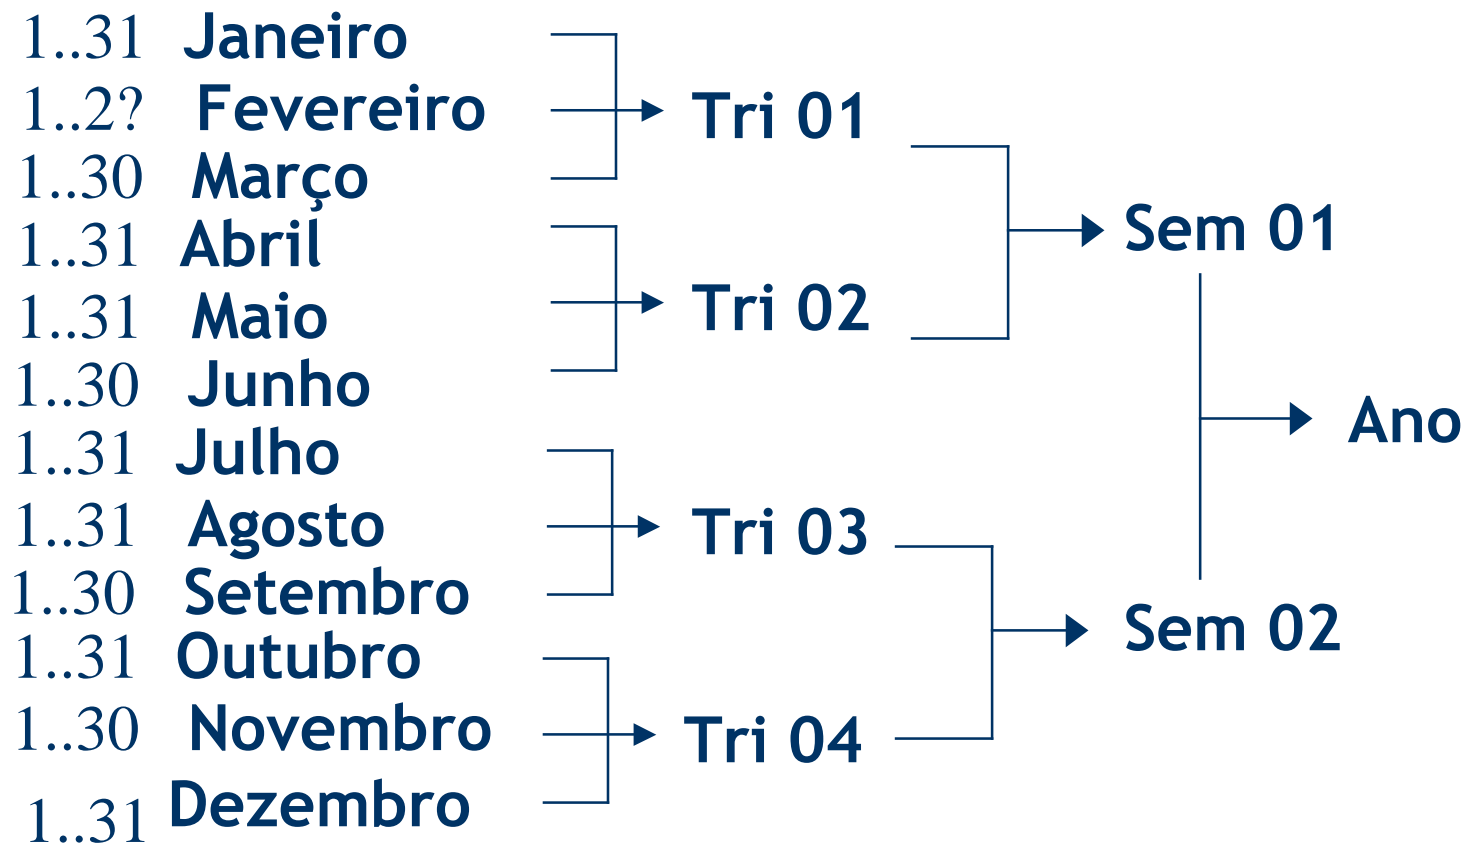 1..31 Janeiro
1..2? Fevereiro
1..30 Março
1..31 Abril
1..31 Maio
1..30 Junho
1..31 Julho
1..31 Agosto
1..30 Setembro
1..31 Outubro
1..30 Novembro
1..31 Dezembro
Tri 01
Tri 02
Tri 03
Tri 04
Sem 01
Sem 02
Ano